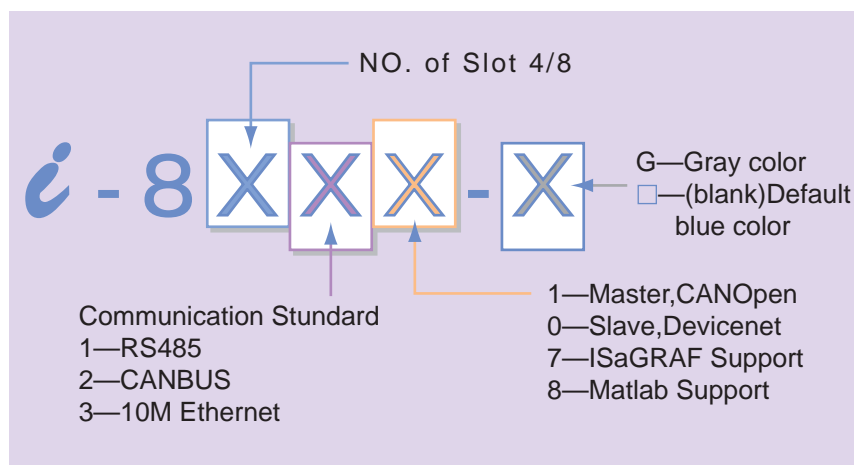 NO. of Slot 4/8
i - 8 X X X - X
G—Gray color
□—(blank)Default
blue color
Communication Stundard
1—RS485
2—CANBUS
3—10M Ethernet
1—Master,CANOpen
0—Slave,Devicenet
7—ISaGRAF Support
8—Matlab Support